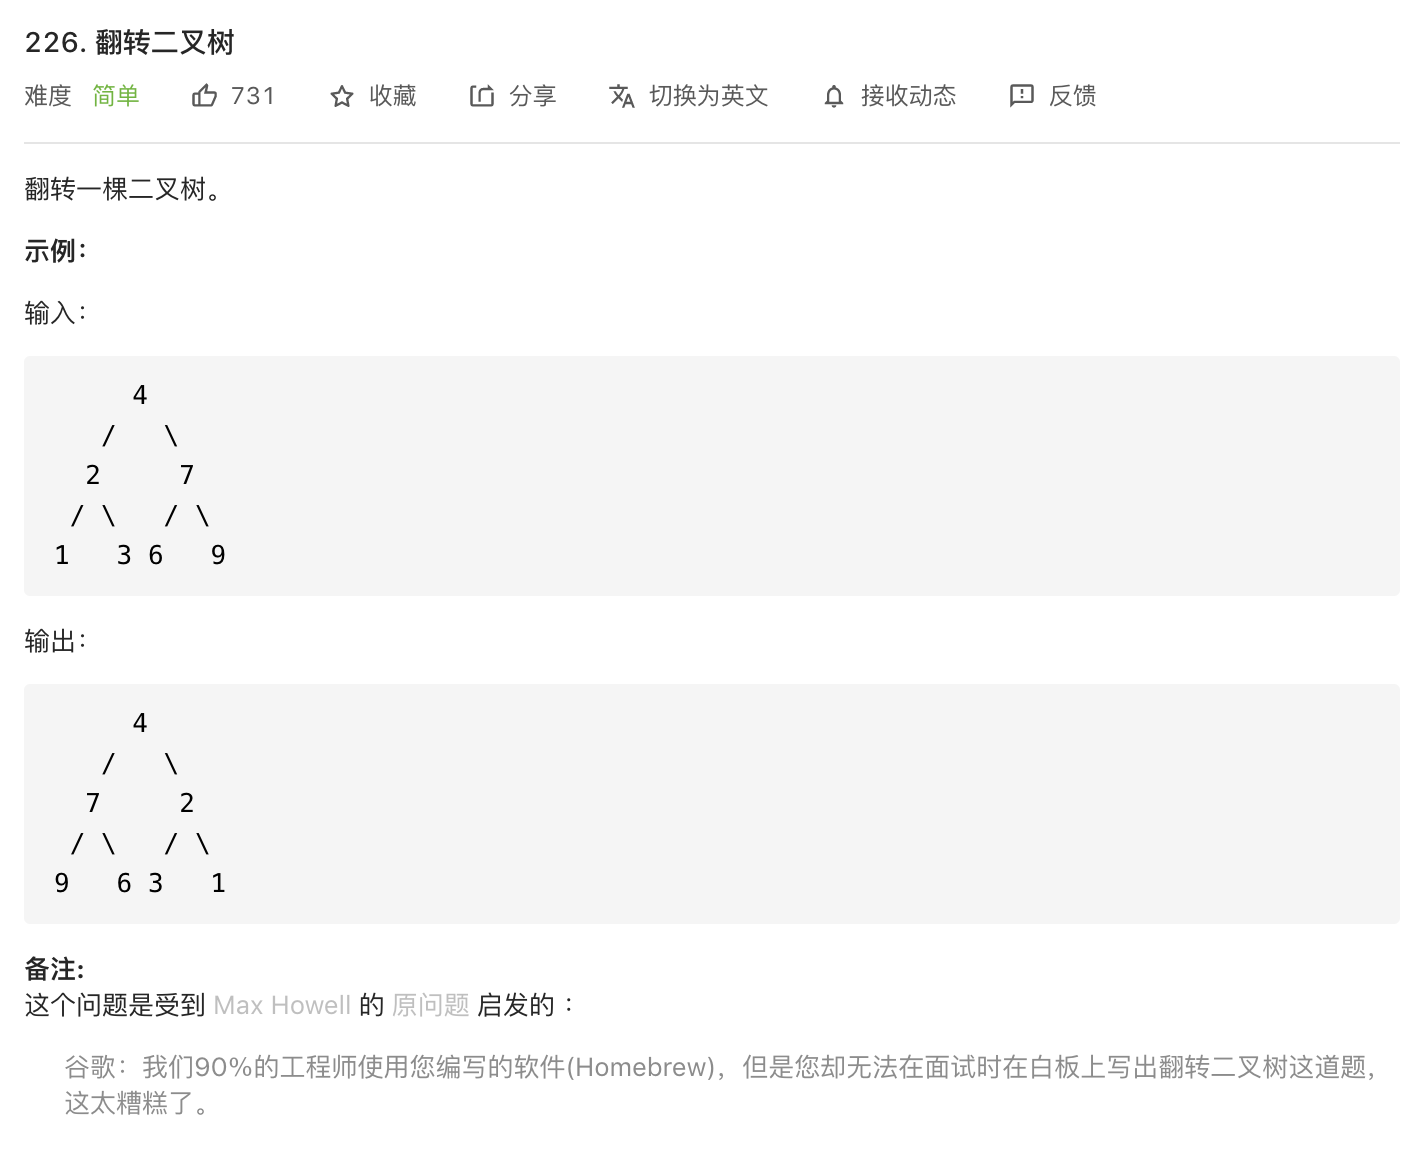 226. 翻转二叉树
难度 简单 731 收藏 分享 切换为英文 接收动态 反馈
翻转一棵二叉树。
示例：
输入：
     4
   /   \
  2     7
 / \   / \
1   3 6   9
输出：
     4
   /   \
  7     2
 / \   / \
9   6 3   1
备注:
这个问题是受到 Max Howell 的 原问题 启发的 ：
谷歌：我们90％的工程师使用您编写的软件(Homebrew)，但是您却无法在面试时在白板上写出翻转二叉树这道题，
这太糟糕了。